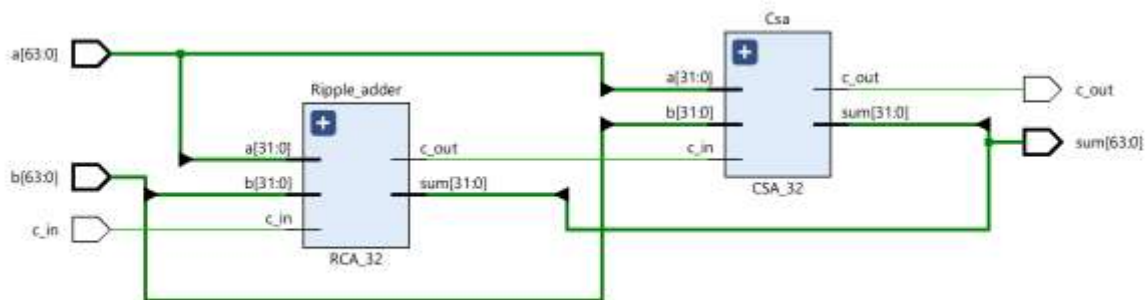 Csa
a[63:0]
a[31:0]
c_out
c_out
Ripple_adder
b[31:0]
sum[31:0]
sum[63:0]
a[31:0]
c_out
c_in
b[63:0]
b[31:0]
sum[31:0]
CSA_32
c_in
c_in
RCA_32